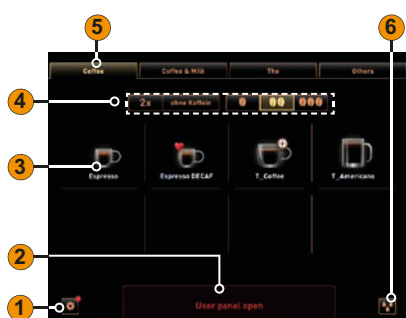 5
6
Coffee
Coffee & Milk
The
Others
4
2x
ohne Koffein
3
Espresso
Espresso DECAF
T_Coffee
T_Americano
2
1
User panel open